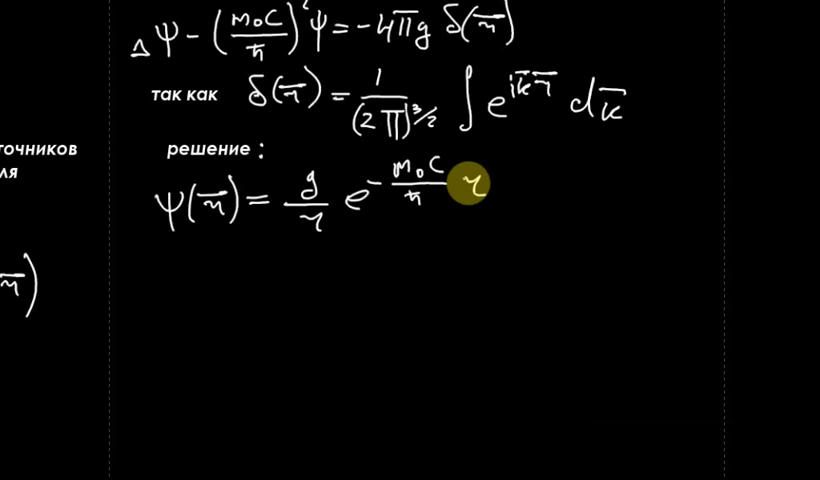 Δψ - (m₀c/ħ)²ψ = -4πg δ(r̅)
так как δ(r̅) = 1/(2π)^3/2 ∫ e^ik̅r̅ dk̅
точников
ля
решение :
ψ(r̅) = g/r e^-m₀c/ħ r
r̅)